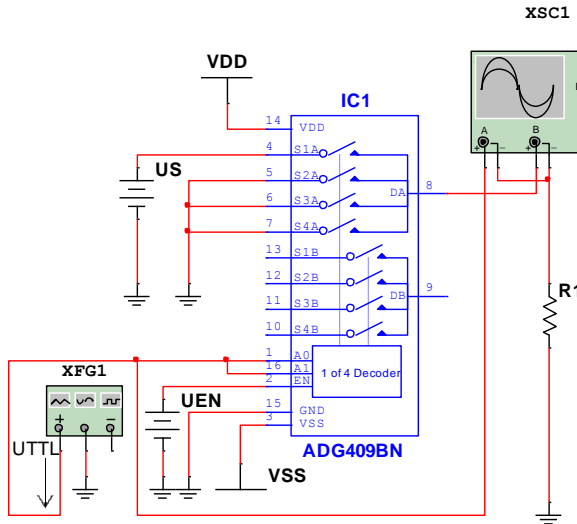 XSC1
VDD
IC1
A B
+ - + -
14 VDD
4 S1A
US
5 S2A
6 S3A
DA 8
7 S4A
13 S1B
12 S2B
11 S3B
DB 9
10 S4B
R1
1 A0
16 A1
2 EN
1 of 4 Decoder
XFG1
+ -
UEN
15 GND
3 VSS
UTTL
ADG409BN
VSS